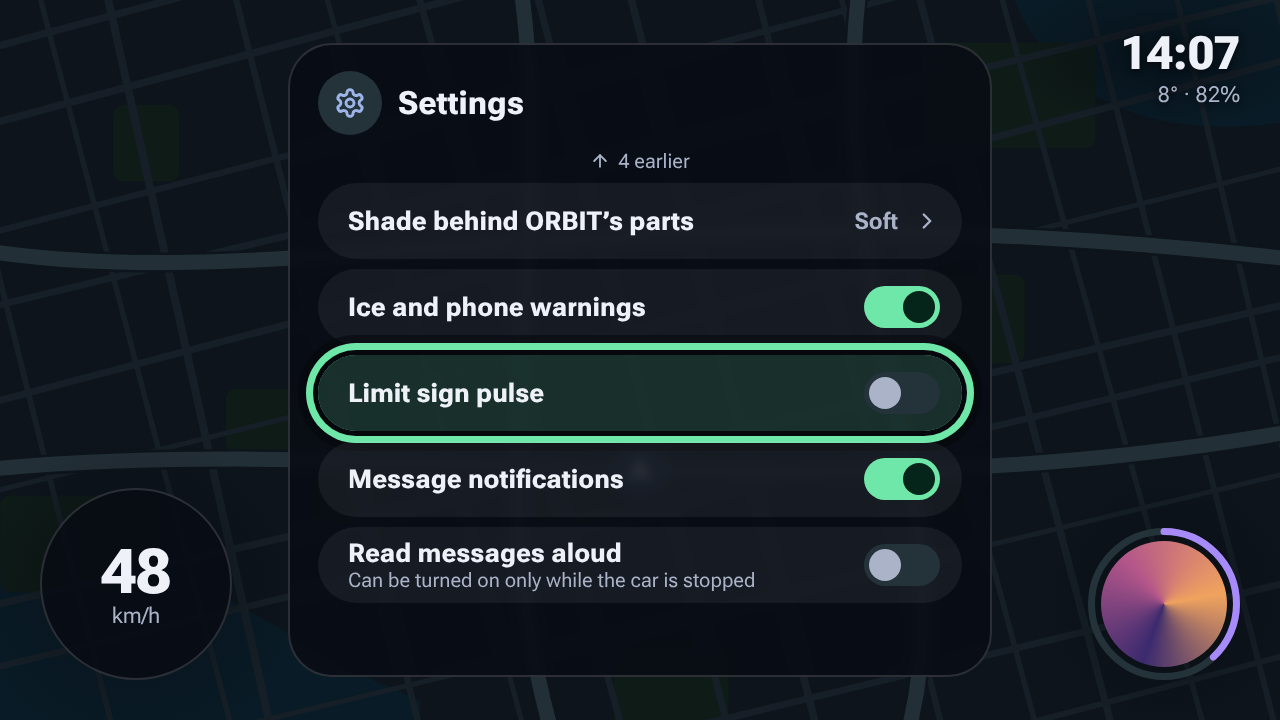 14:07
8° · 82%
Settings
↑ 4 earlier
Shade behind ORBIT’s parts
Soft
Ice and phone warnings
Limit sign pulse
Message notifications
Read messages aloud
Can be turned on only while the car is stopped
48
km/h